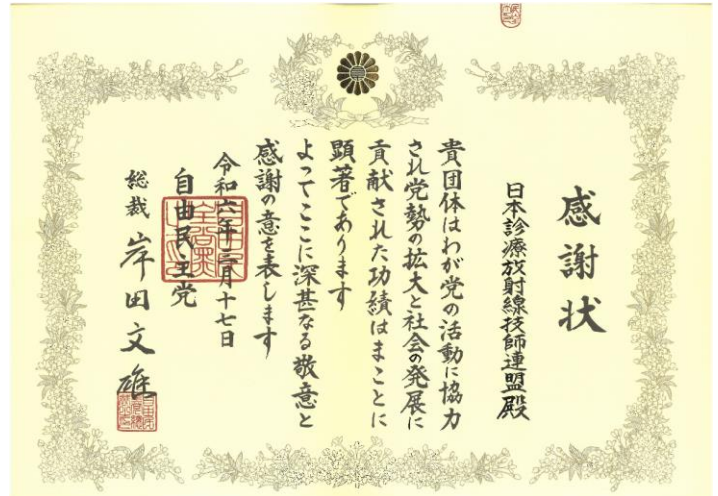 感謝状
日本診療放射線技師連盟殿
貴団体はわが党の活動に協力
され党勢の拡大と社会の発展に
貢献された功績はまことに
顕著であります
よってここに深甚なる敬意と
感謝の意を表します
令和六年三月十七日
自由民主党
総裁 岸田文雄